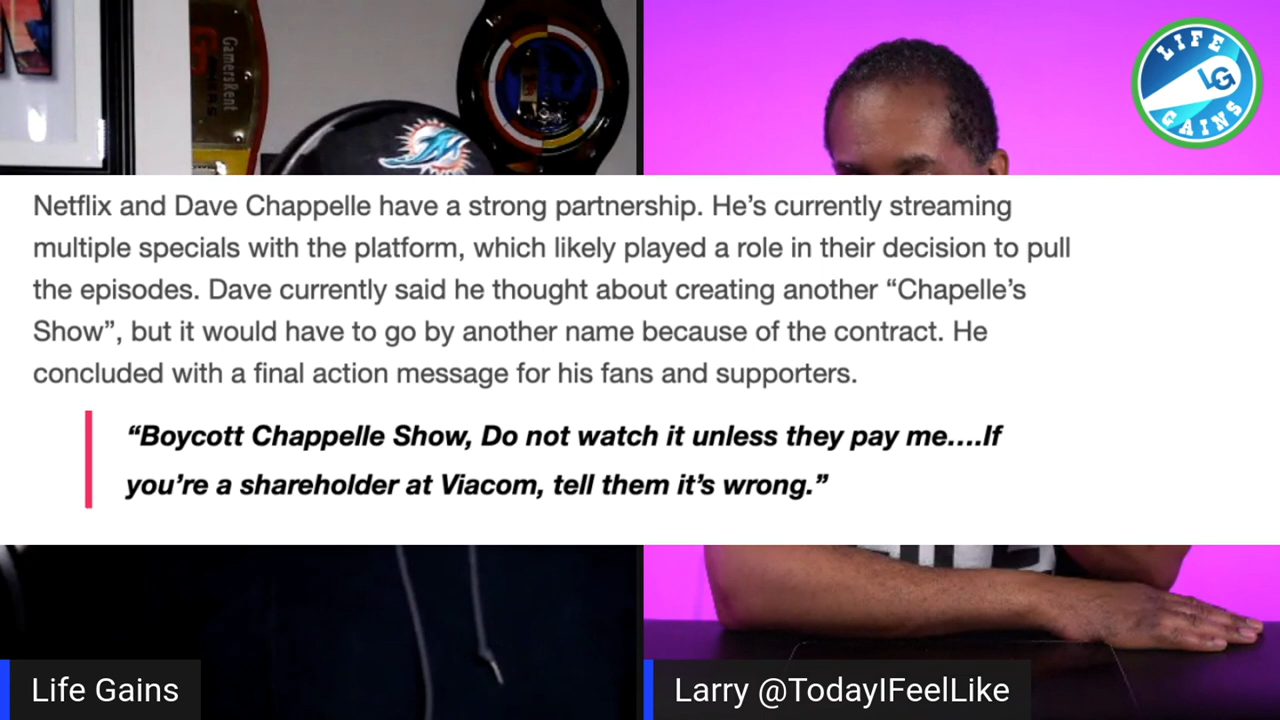 GamersRent
LIFE
LG
GAINS
Netflix and Dave Chappelle have a strong partnership. He’s currently streaming
multiple specials with the platform, which likely played a role in their decision to pull
the episodes. Dave currently said he thought about creating another “Chapelle’s
Show”, but it would have to go by another name because of the contract. He
concluded with a final action message for his fans and supporters.
“Boycott Chappelle Show, Do not watch it unless they pay me....If
you’re a shareholder at Viacom, tell them it’s wrong.”
Life Gains
Larry @TodayIFeelLike